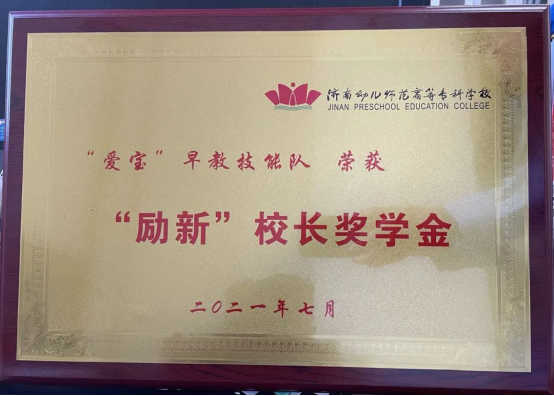 济南幼儿师范高等专科学校
JINAN PRESCHOOL EDUCATION COLLEGE
“爱宝”早教技能队 荣获
“励新”校长奖学金
二〇二一年七月